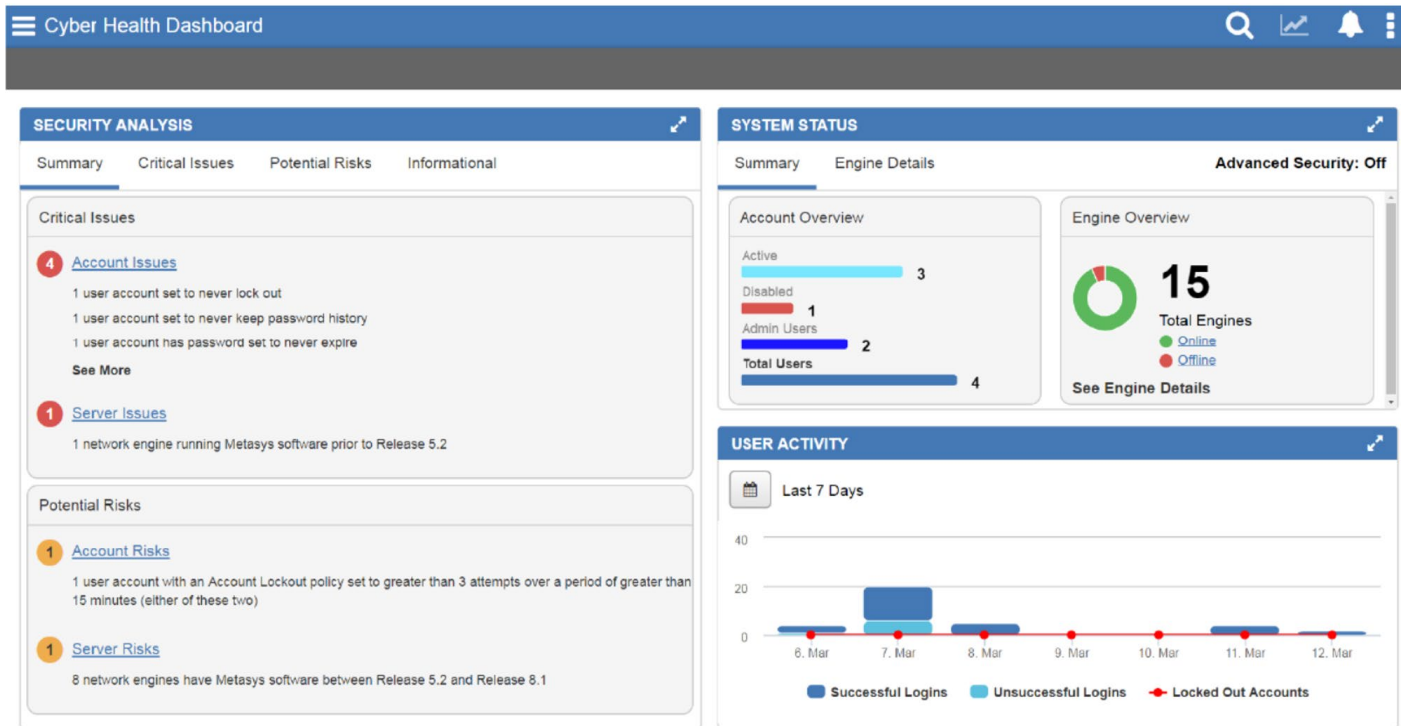 Cyber Health Dashboard
SECURITY ANALYSIS
Summary Critical Issues Potential Risks Informational
Critical Issues
4 Account Issues
1 user account set to never lock out
1 user account set to never keep password history
1 user account has password set to never expire
See More
1 Server Issues
1 network engine running Metasys software prior to Release 5.2
Potential Risks
1 Account Risks
1 user account with an Account Lockout policy set to greater than 3 attempts over a period of greater than
15 minutes (either of these two)
1 Server Risks
8 network engines have Metasys software between Release 5.2 and Release 8.1
SYSTEM STATUS
Summary Engine Details Advanced Security: Off
Account Overview
Active
3
Disabled
1
Admin Users
2
Total Users
4
Engine Overview
15
Total Engines
Online
Offline
See Engine Details
USER ACTIVITY
Last 7 Days
40
20
0
6. Mar 7. Mar 8. Mar 9. Mar 10. Mar 11. Mar 12. Mar
Successful Logins Unsuccessful Logins Locked Out Accounts